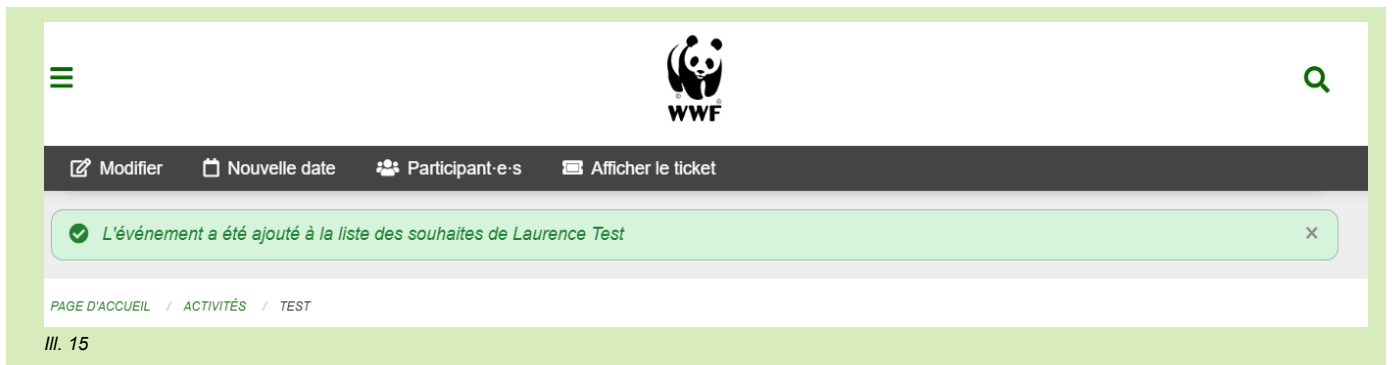 WWF
Modifier Nouvelle date Participant·e·s Afficher le ticket
L'événement a été ajouté à la liste des souhaites de Laurence Test ×
PAGE D'ACCUEIL / ACTIVITÉS / TEST
Ill. 15